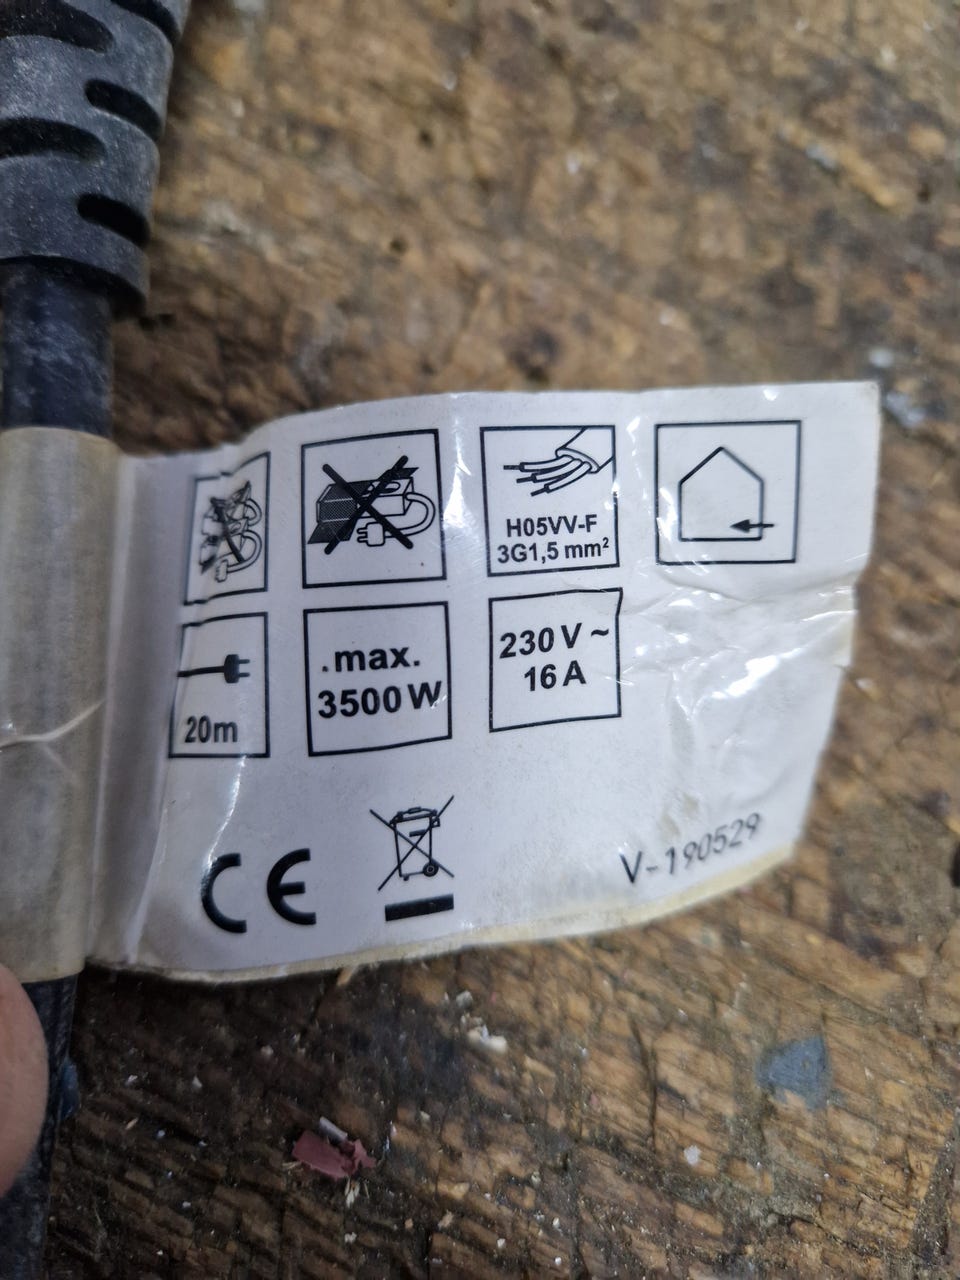 H05VV-F
3G1,5 mm²
20m
.max.
3500 W
230 V ~
16 A
CE
V-190529